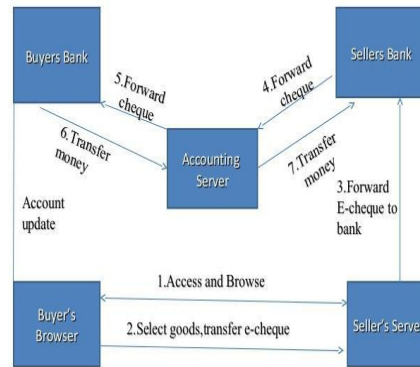 Buyers Bank
Sellers Bank
5.Forward
cheque
4.Forward
cheque
6.Transfer
money
Accounting
Server
7.Transfer
money
3.Forward
E-cheque to
bank
Account
update
1.Access and Browse
Buyer's
Browser
2.Select goods,transfer e-cheque
Seller's Serve